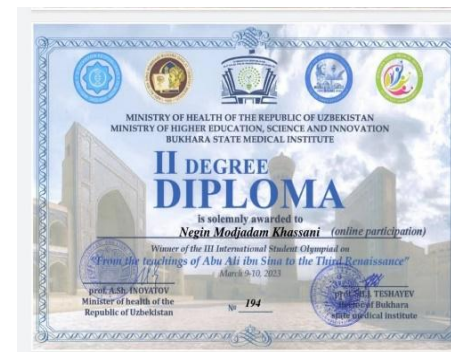 MINISTRY OF HEALTH OF THE REPUBLIC OF UZBEKISTAN
MINISTRY OF HIGHER EDUCATION, SCIENCE AND INNOVATION
BUKHARA STATE MEDICAL INSTITUTE
II DEGREE
DIPLOMA
is solemnly awarded to
Negin Modjadam Khassani (online participation)
Winner of the III International Student Olympiad on
"From the teachings of Abu Ali ibn Sina to the Third Renaissance"
March 9-10, 2023
prof. A.Sh. INOYATOV
Minister of health of the
Republic of Uzbekistan
№ 194
TESHAYEV
of Bukhara
state medical institute